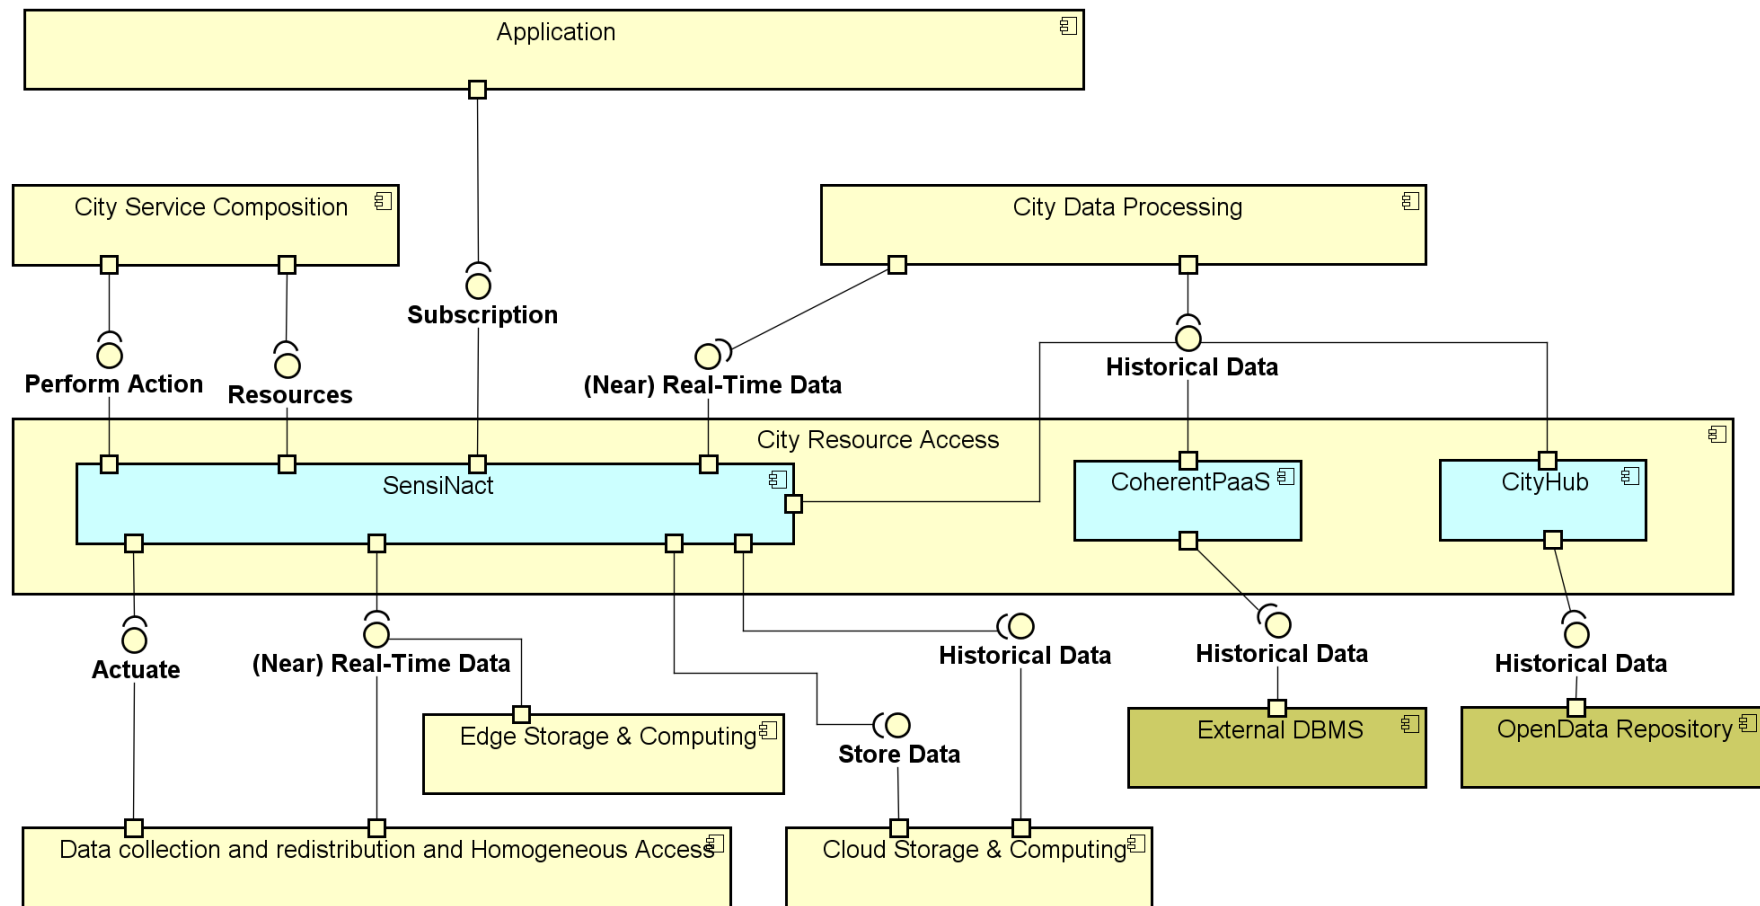 Application
City Service Composition
City Data Processing
Subscription
Perform Action
Resources
(Near) Real-Time Data
Historical Data
City Resource Access
SensiNact
CoherentPaaS
CityHub
Actuate
(Near) Real-Time Data
Historical Data
Historical Data
Historical Data
Edge Storage & Computing
Store Data
External DBMS
OpenData Repository
Data collection and redistribution and Homogeneous Access
Cloud Storage & Computing